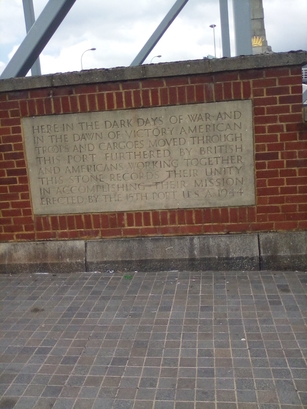 HERE IN THE DARK DAYS OF WAR AND
IN THE DAWN OF VICTORY AMERICAN
TROOPS AND CARGOES MOVED THROUGH
THIS PORT FURTHERED BY BRITISH
AND AMERICANS WORKING TOGETHER
THIS STONE RECORDS THEIR UNITY
IN ACCOMPLISHING THEIR MISSION
ERECTED BY THE 13TH PORT U.S. ARMY